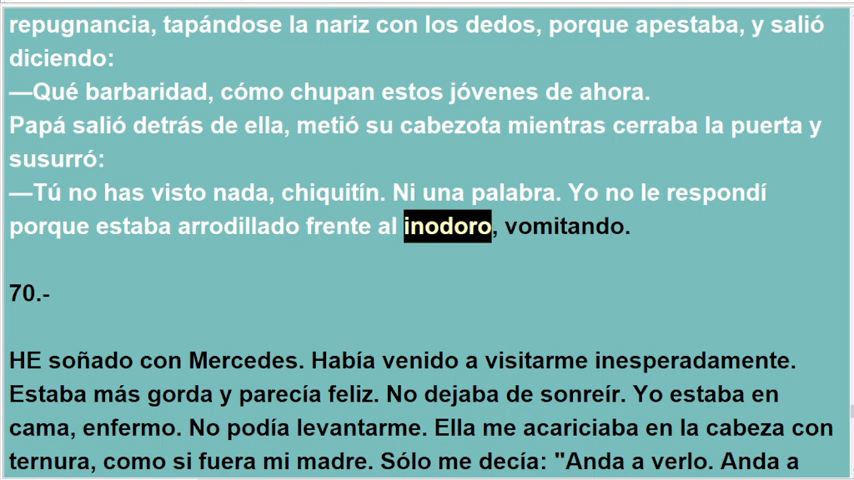 repugnancia, tapándose la nariz con los dedos, porque apestaba, y salió
diciendo:
—Qué barbaridad, cómo chupan estos jóvenes de ahora.
Papá salió detrás de ella, metió su cabezota mientras cerraba la puerta y
susurró:
—Tú no has visto nada, chiquitín. Ni una palabra. Yo no le respondí
porque estaba arrodillado frente al inodoro, vomitando.
70.-
HE soñado con Mercedes. Había venido a visitarme inesperadamente.
Estaba más gorda y parecía feliz. No dejaba de sonreír. Yo estaba en
cama, enfermo. No podía levantarme. Ella me acariciaba en la cabeza con
ternura, como si fuera mi madre. Sólo me decía: "Anda a verlo. Anda a